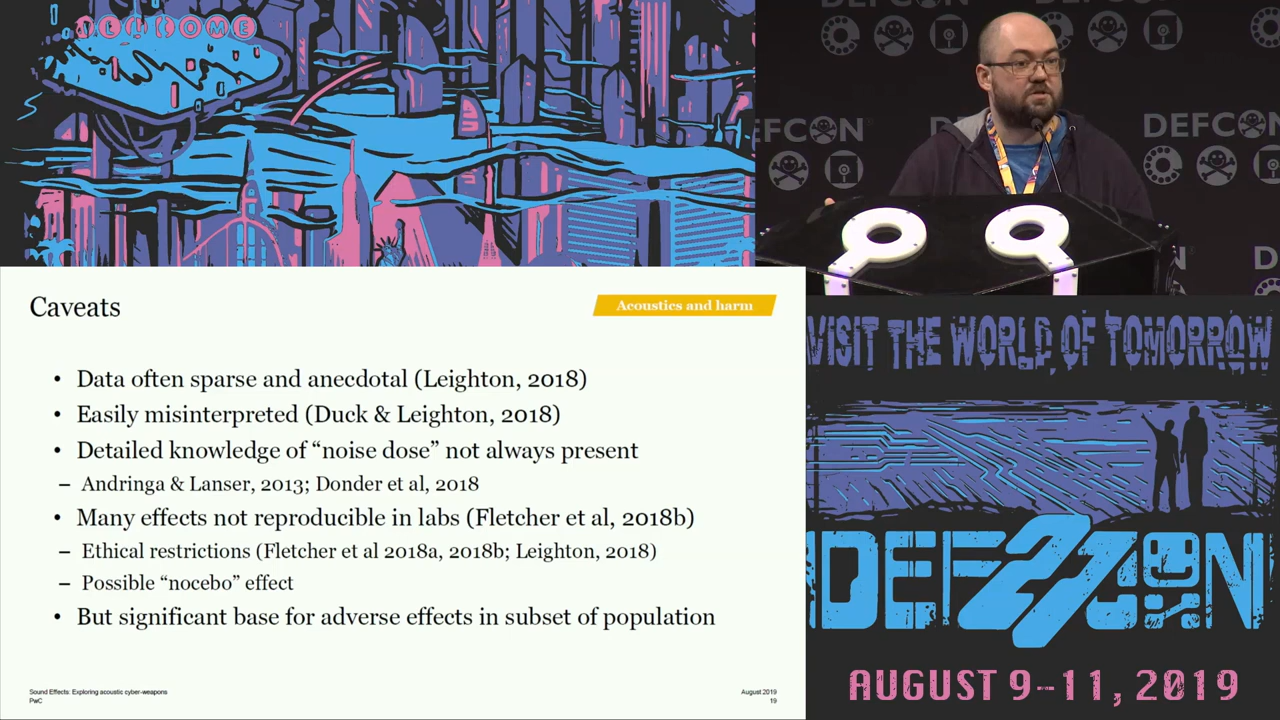 WELCOME
DEFCON
DEFCON
Caveats
Acoustics and harm
• Data often sparse and anecdotal (Leighton, 2018)
• Easily misinterpreted (Duck & Leighton, 2018)
• Detailed knowledge of “noise dose” not always present
– Andringa & Lanser, 2013; Donder et al, 2018
• Many effects not reproducible in labs (Fletcher et al, 2018b)
– Ethical restrictions (Fletcher et al 2018a, 2018b; Leighton, 2018)
– Possible “nocebo” effect
• But significant base for adverse effects in subset of population
Sound Effects: Exploring acoustic cyber-weapons
PwC
August 2019
19
VISIT THE WORLD OF TOMORROW
DEF27CON
AUGUST 9-11, 2019